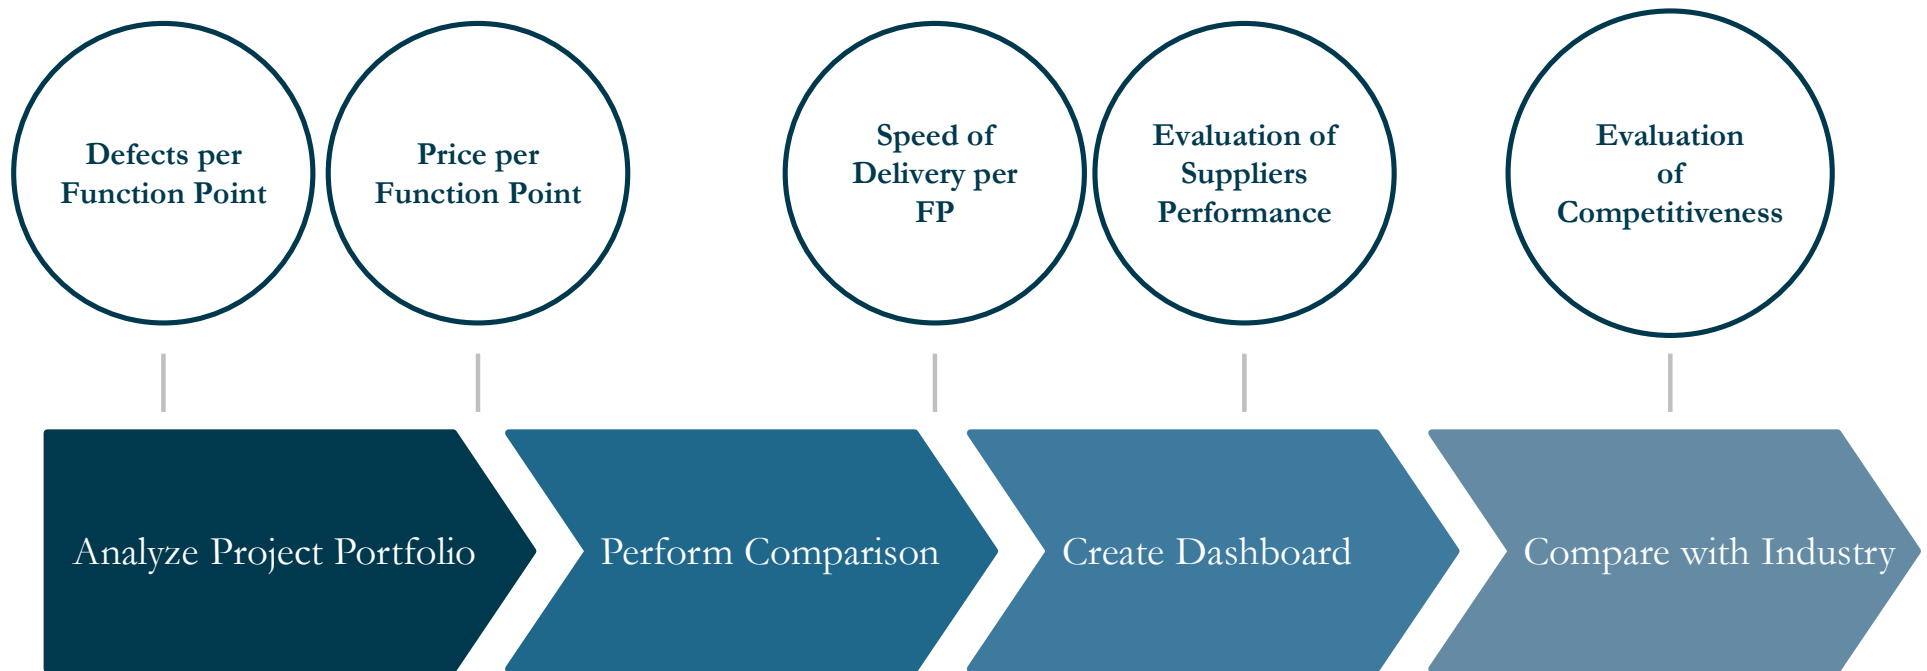 Defects per
Function Point
Price per
Function Point
Speed of
Delivery per
FP
Evaluation of
Suppliers
Performance
Evaluation
of
Competitiveness
Analyze Project Portfolio
Perform Comparison
Create Dashboard
Compare with Industry